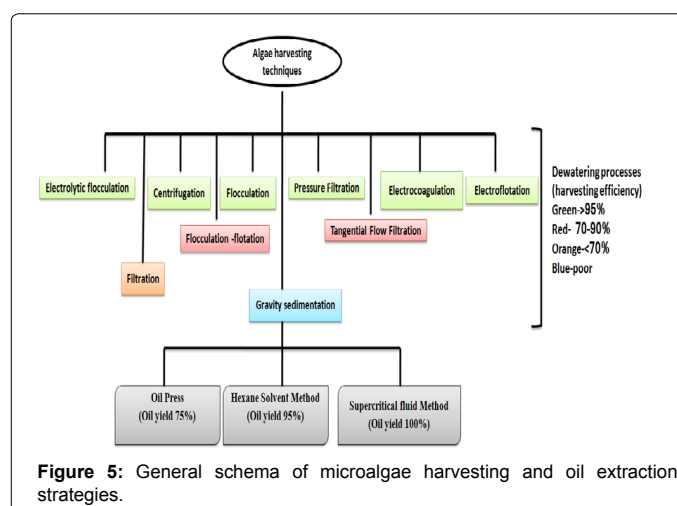 Algae harvesting
techniques
Electrolytic flocculation
Centrifugation
Flocculation
Pressure Filtration
Electrocoagulation
Electroflotation
Flocculation -flotation
Tangential Flow Filtration
Filtration
Gravity sedimentation
Dewatering processes
(harvesting efficiency)
Green->95%
Red- 70-90%
Orange-<70%
Blue-poor
Oil Press
(Oil yield 75%)
Hexane Solvent Method
(Oil yield 95%)
Supercritical fluid Method
(Oil yield 100%)
Figure 5: General schema of microalgae harvesting and oil extraction
strategies.